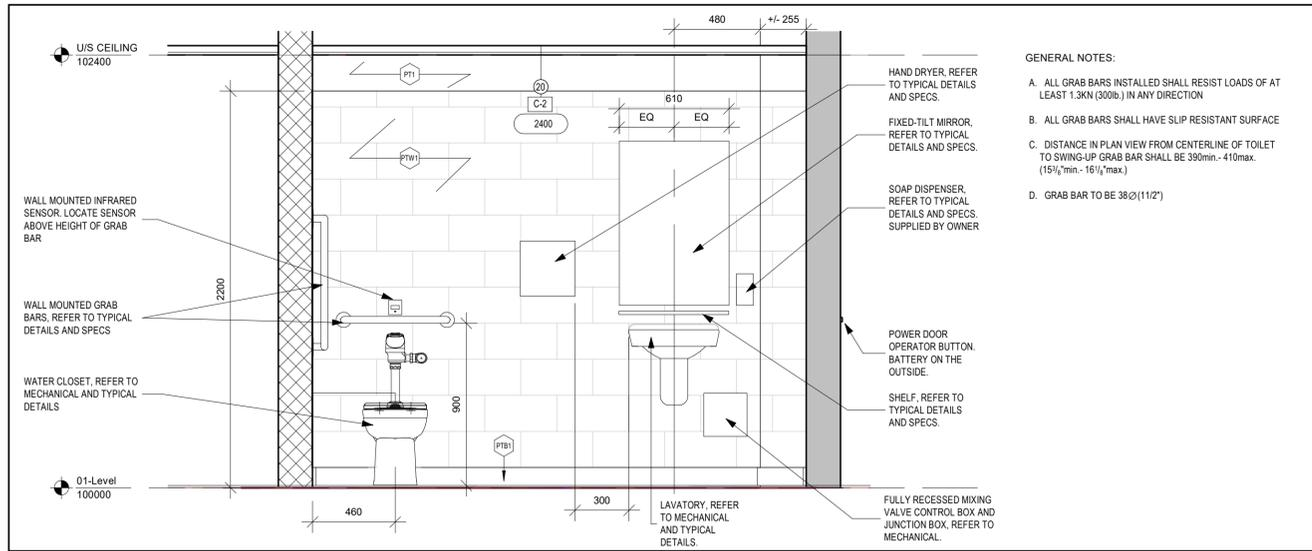 480
+/- 255
U/S CEILING
102400
PT1
20
C-2
2400
610
EQ
EQ
PTW1
HAND DRYER, REFER
TO TYPICAL DETAILS
AND SPECS.
FIXED-TILT MIRROR,
REFER TO TYPICAL
DETAILS AND SPECS.
SOAP DISPENSER,
REFER TO TYPICAL
DETAILS AND SPECS.
SUPPLIED BY OWNER
GENERAL NOTES:
A. ALL GRAB BARS INSTALLED SHALL RESIST LOADS OF AT
LEAST 1.3KN (300lb.) IN ANY DIRECTION
B. ALL GRAB BARS SHALL HAVE SLIP RESISTANT SURFACE
C. DISTANCE IN PLAN VIEW FROM CENTERLINE OF TOILET
TO SWING-UP GRAB BAR SHALL BE 390min.- 410max.
(15³/₈"min.- 16¹/₈"max.)
D. GRAB BAR TO BE 38∅(11/2")
WALL MOUNTED INFRARED
SENSOR. LOCATE SENSOR
ABOVE HEIGHT OF GRAB
BAR
2200
WALL MOUNTED GRAB
BARS, REFER TO TYPICAL
DETAILS AND SPECS
WATER CLOSET, REFER TO
MECHANICAL AND TYPICAL
DETAILS
900
PTB1
POWER DOOR
OPERATOR BUTTON.
BATTERY ON THE
OUTSIDE.
SHELF, REFER TO
TYPICAL DETAILS
AND SPECS.
01-Level
100000
460
300
LAVATORY, REFER
TO MECHANICAL
AND TYPICAL
DETAILS.
FULLY RECESSED MIXING
VALVE CONTROL BOX AND
JUNCTION BOX, REFER TO
MECHANICAL.